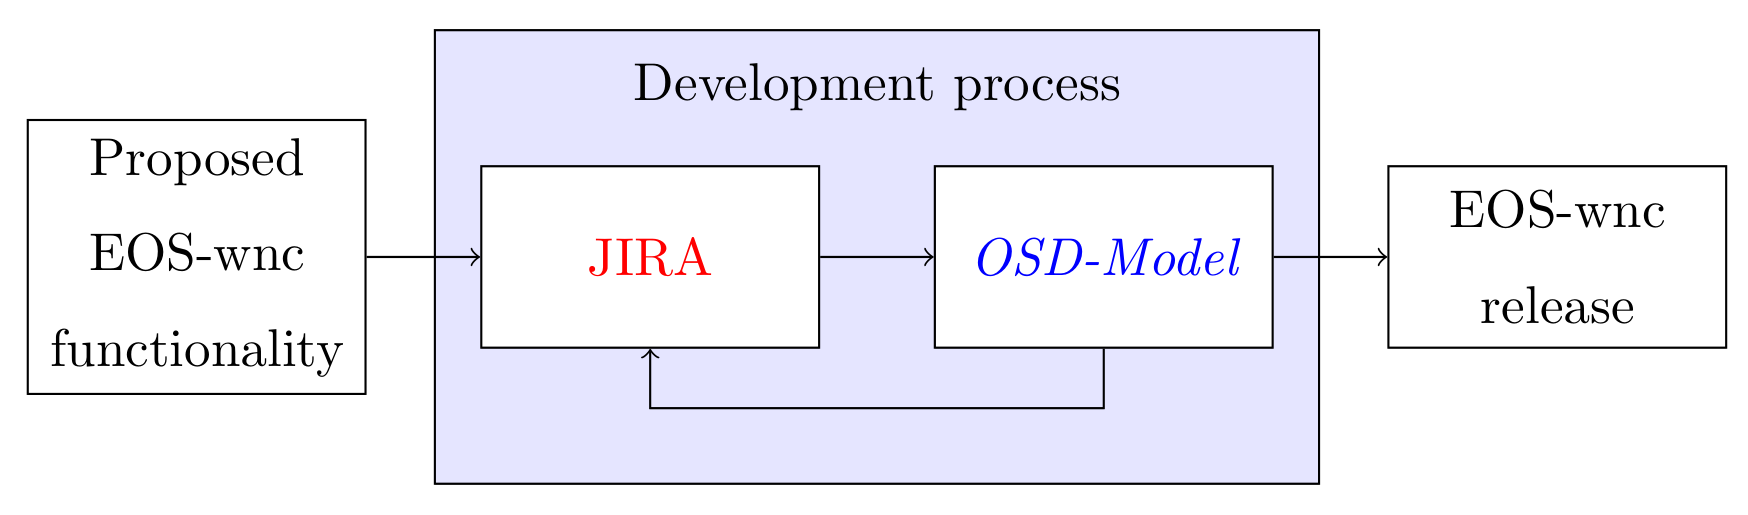 Development process
Proposed
EOS-wnc
functionality
JIRA
OSD-Model
EOS-wnc
release